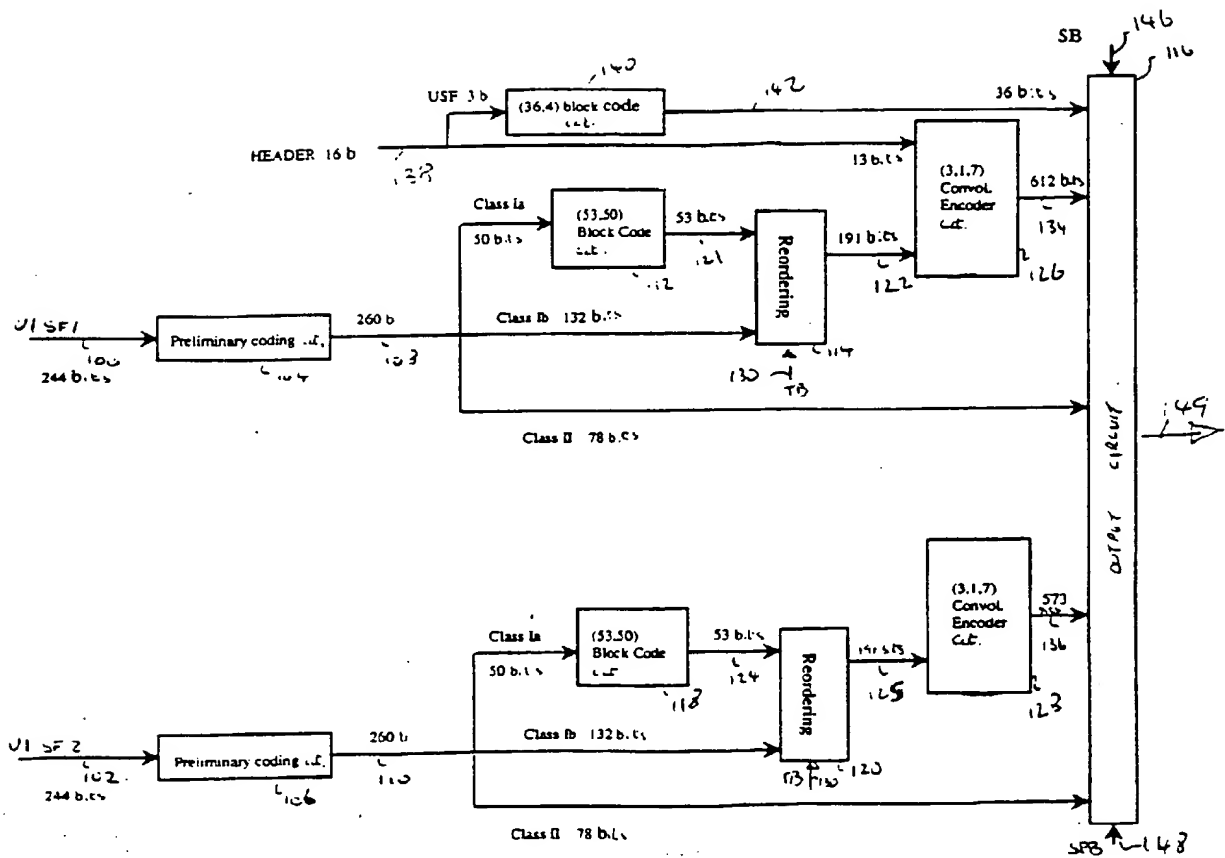 SB
146
116
140
USF 3 b
(36,4) block code
142
36 bits
HEADER 16 b
138
13 bits
(3,1,7)
Convol.
Encoder
612 bits
134
126
Class Ia
50 bits
(53,50)
Block Code
53 bits
121
112
Reordering
191 bits
122
114
130
TB
U1 SF1
100
244 bits
Preliminary coding
104
260 b
103
Class Ib 132 bits
Class II 78 bits
OUTPUT CIRCUIT
149
(3,1,7)
Convol.
Encoder
573
136
123
Class Ia
50 bits
(53,50)
Block Code
53 bits
124
118
Reordering
125
120
TB 130
U1 SF 2
102
244 bits
Preliminary coding
106
260 b
110
Class Ib 132 bits
Class II 78 bits
148